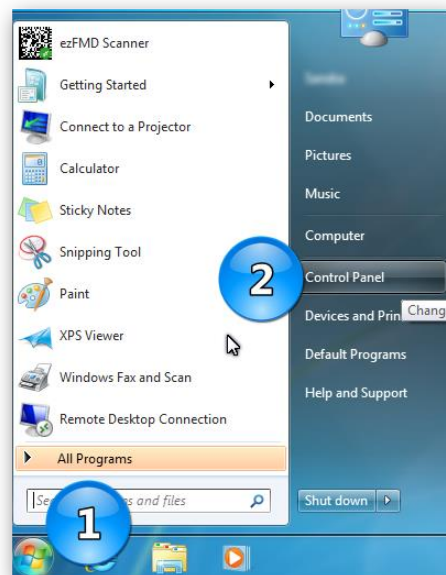 ezFMD Scanner
Getting Started
Connect to a Projector
Calculator
Sticky Notes
Snipping Tool
Paint
XPS Viewer
Windows Fax and Scan
Remote Desktop Connection
All Programs
and files
1
Documents
Pictures
Music
Computer
2
Control Panel
Devices and Prin
Chang
Default Programs
Help and Support
Shut down